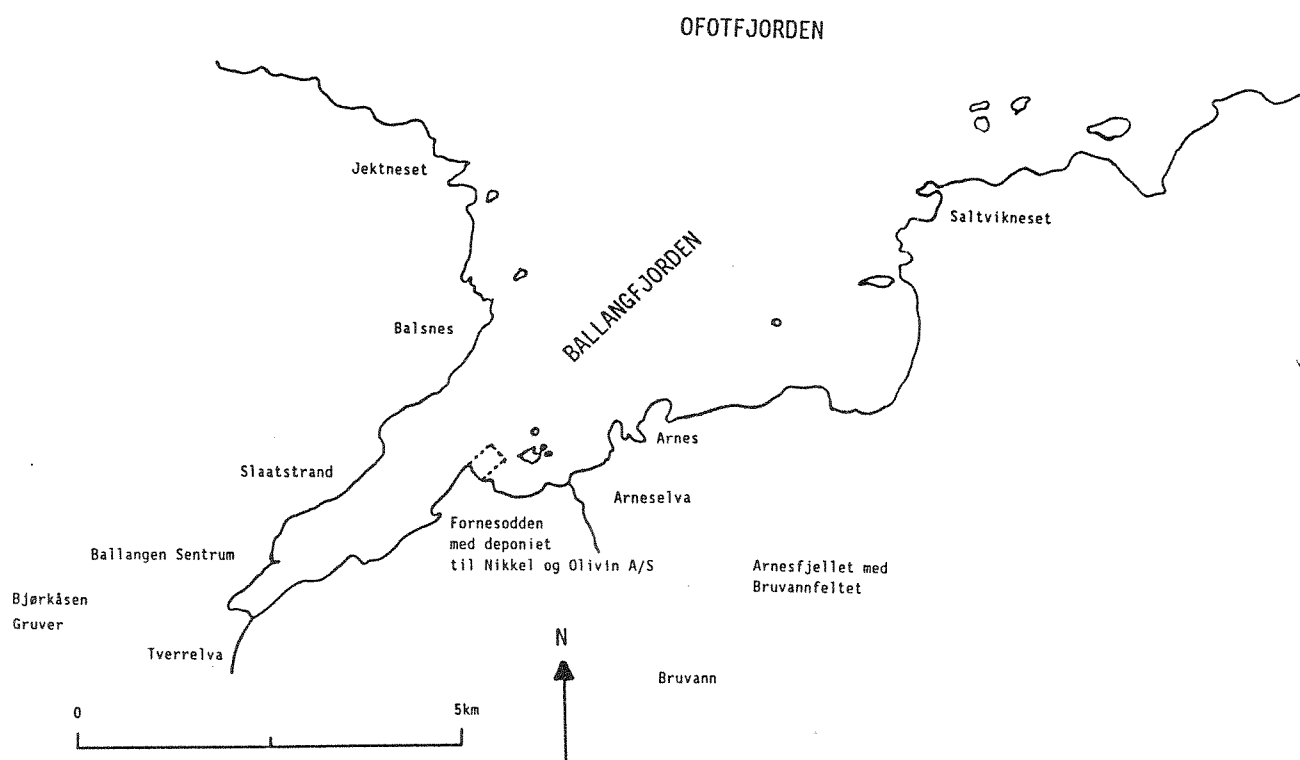 OFOTFJORDEN
Jektneset
Saltvikneset
BALLANGFJORDEN
Balsnes
Arnes
Slaatstrand
Arneselva
Fornesodden
med deponiet
til Nikkel og Olivin A/S
Ballangen Sentrum
Arnesfjellet med
Bruvannfeltet
Bjørkåsen
Gruver
N
Tverrelva
Bruvann
0
5km